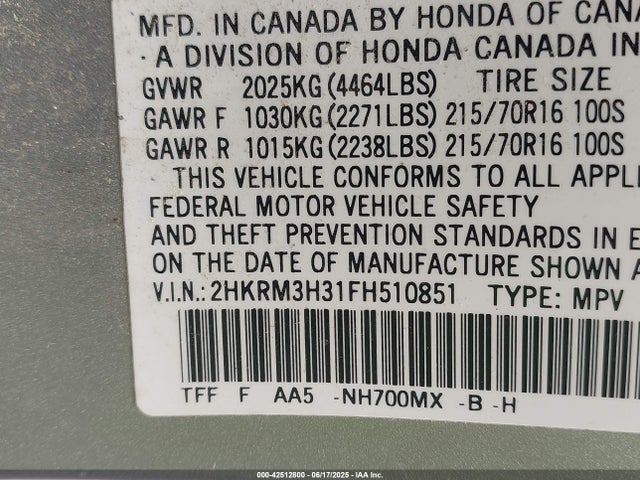 MFD. IN CANADA BY HONDA OF
· A DIVISION OF HONDA CANADA
GVWR 2025KG (4464LBS) TIRE SIZE
GAWR F 1030KG (2271LBS) 215/70R16 100S
GAWR R 1015KG (2238LBS) 215/70R16 100S
THIS VEHICLE CONFORMS TO ALL
FEDERAL MOTOR VEHICLE SAFETY
AND THEFT PREVENTION STANDARDS IN
ON THE DATE OF MANUFACTURE SHOWN
V.I.N.: 2HKRM3H31FH510851 TYPE: MPV
TFF F AA5 -NH700MX -B -H
000-42512800 - 06/17/2025 - IAA Inc.